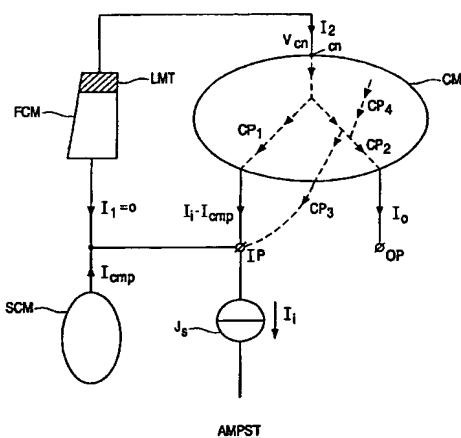 I2
Vcn
cn
LMT
FCM
CM
CP4
CP1
CP2
I1=o
Ii-Icmp
CP3
Io
Icmp
IP
OP
SCM
Js
Ii
AMPST